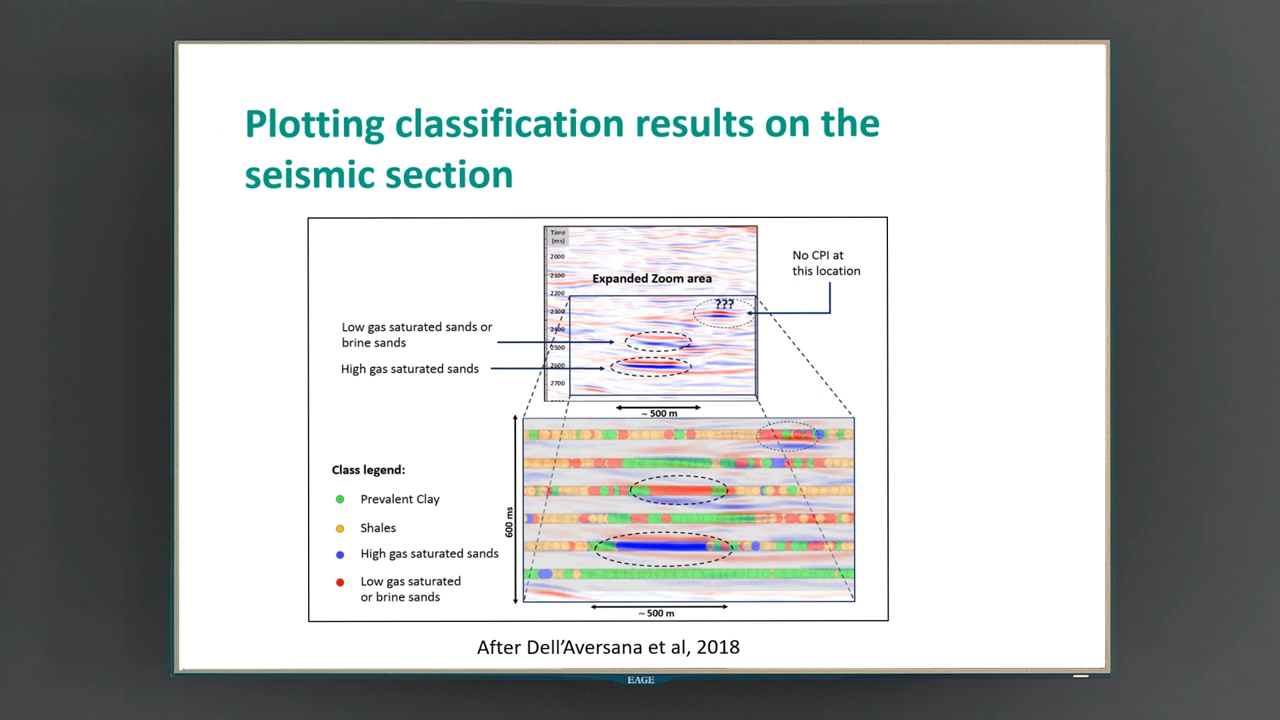 Plotting classification results on the
seismic section
Time
(ms)
2000
2100
2200
2300
2400
2500
2600
2700
Expanded Zoom area
???
No CPI at
this location
Low gas saturated sands or
brine sands
High gas saturated sands
~ 500 m
Class legend:
Prevalent Clay
Shales
High gas saturated sands
Low gas saturated
or brine sands
600 ms
~ 500 m
After Dell’Aversana et al, 2018
EAGE